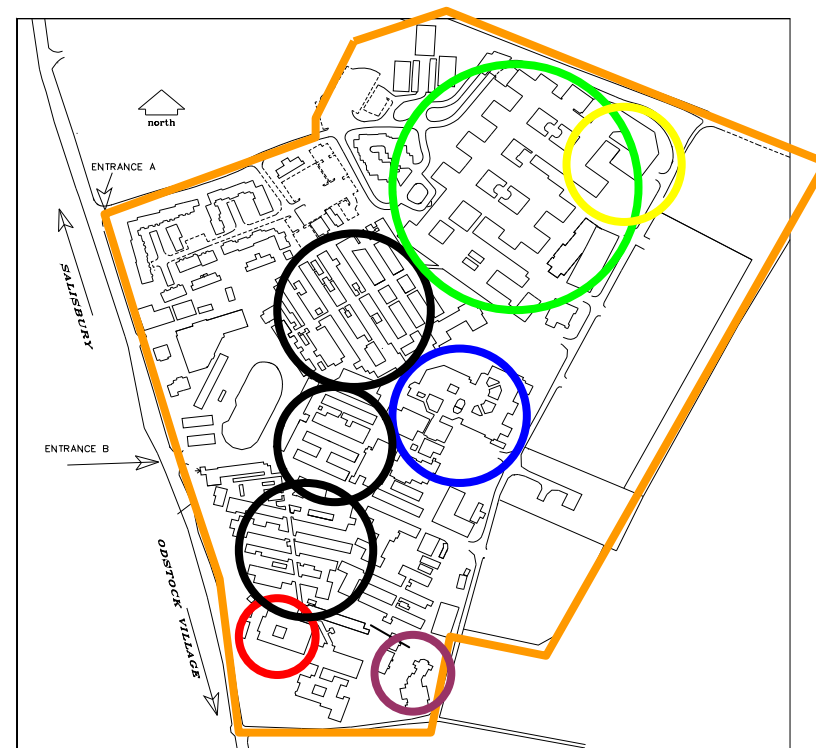 north
ENTRANCE A
SALISBURY
ENTRANCE B
ODSTOCK VILLAGE